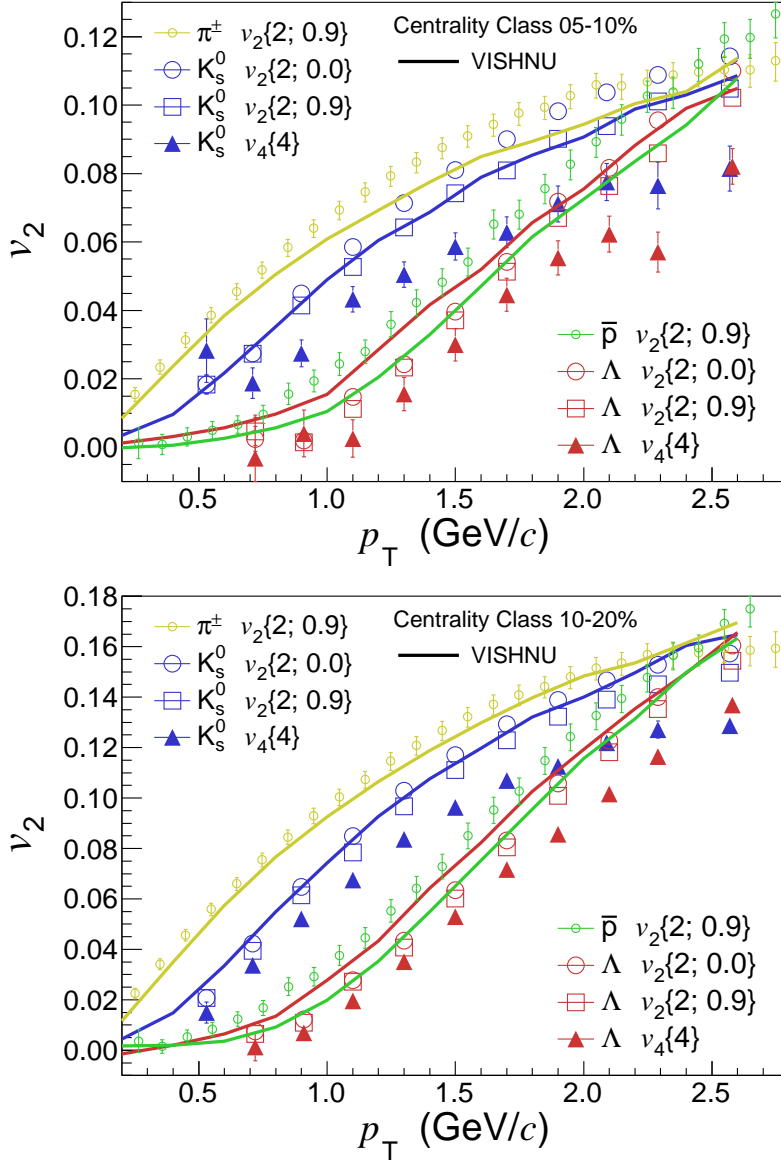 0.12
0.10
0.08
0.06
0.04
0.02
0.00
v2
π± v2{2; 0.9}
K0s v2{2; 0.0}
K0s v2{2; 0.9}
K0s v4{4}
Centrality Class 05-10%
VISHNU
p̅ v2{2; 0.9}
Λ v2{2; 0.0}
Λ v2{2; 0.9}
Λ v4{4}
0.5 1.0 1.5 2.0 2.5
pT (GeV/c)
0.18
0.16
0.14
0.12
0.10
0.08
0.06
0.04
0.02
0.00
v2
π± v2{2; 0.9}
K0s v2{2; 0.0}
K0s v2{2; 0.9}
K0s v4{4}
Centrality Class 10-20%
VISHNU
p̅ v2{2; 0.9}
Λ v2{2; 0.0}
Λ v2{2; 0.9}
Λ v4{4}
0.5 1.0 1.5 2.0 2.5
pT (GeV/c)